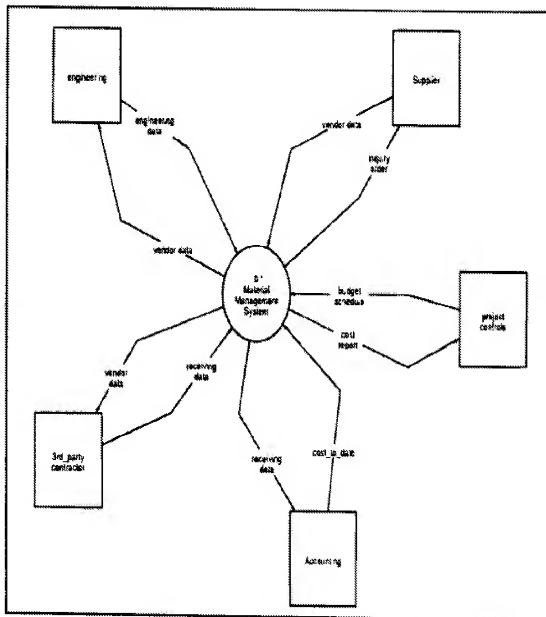 engineering
Supplier
engineering
data
vendor data
inquiry
order
vendor data
Material
Management
System
budget
schedule
project
controls
cost
report
vendor
data
receiving
data
3rd_party
contractor
receiving
data
cost_to_date
Accounting